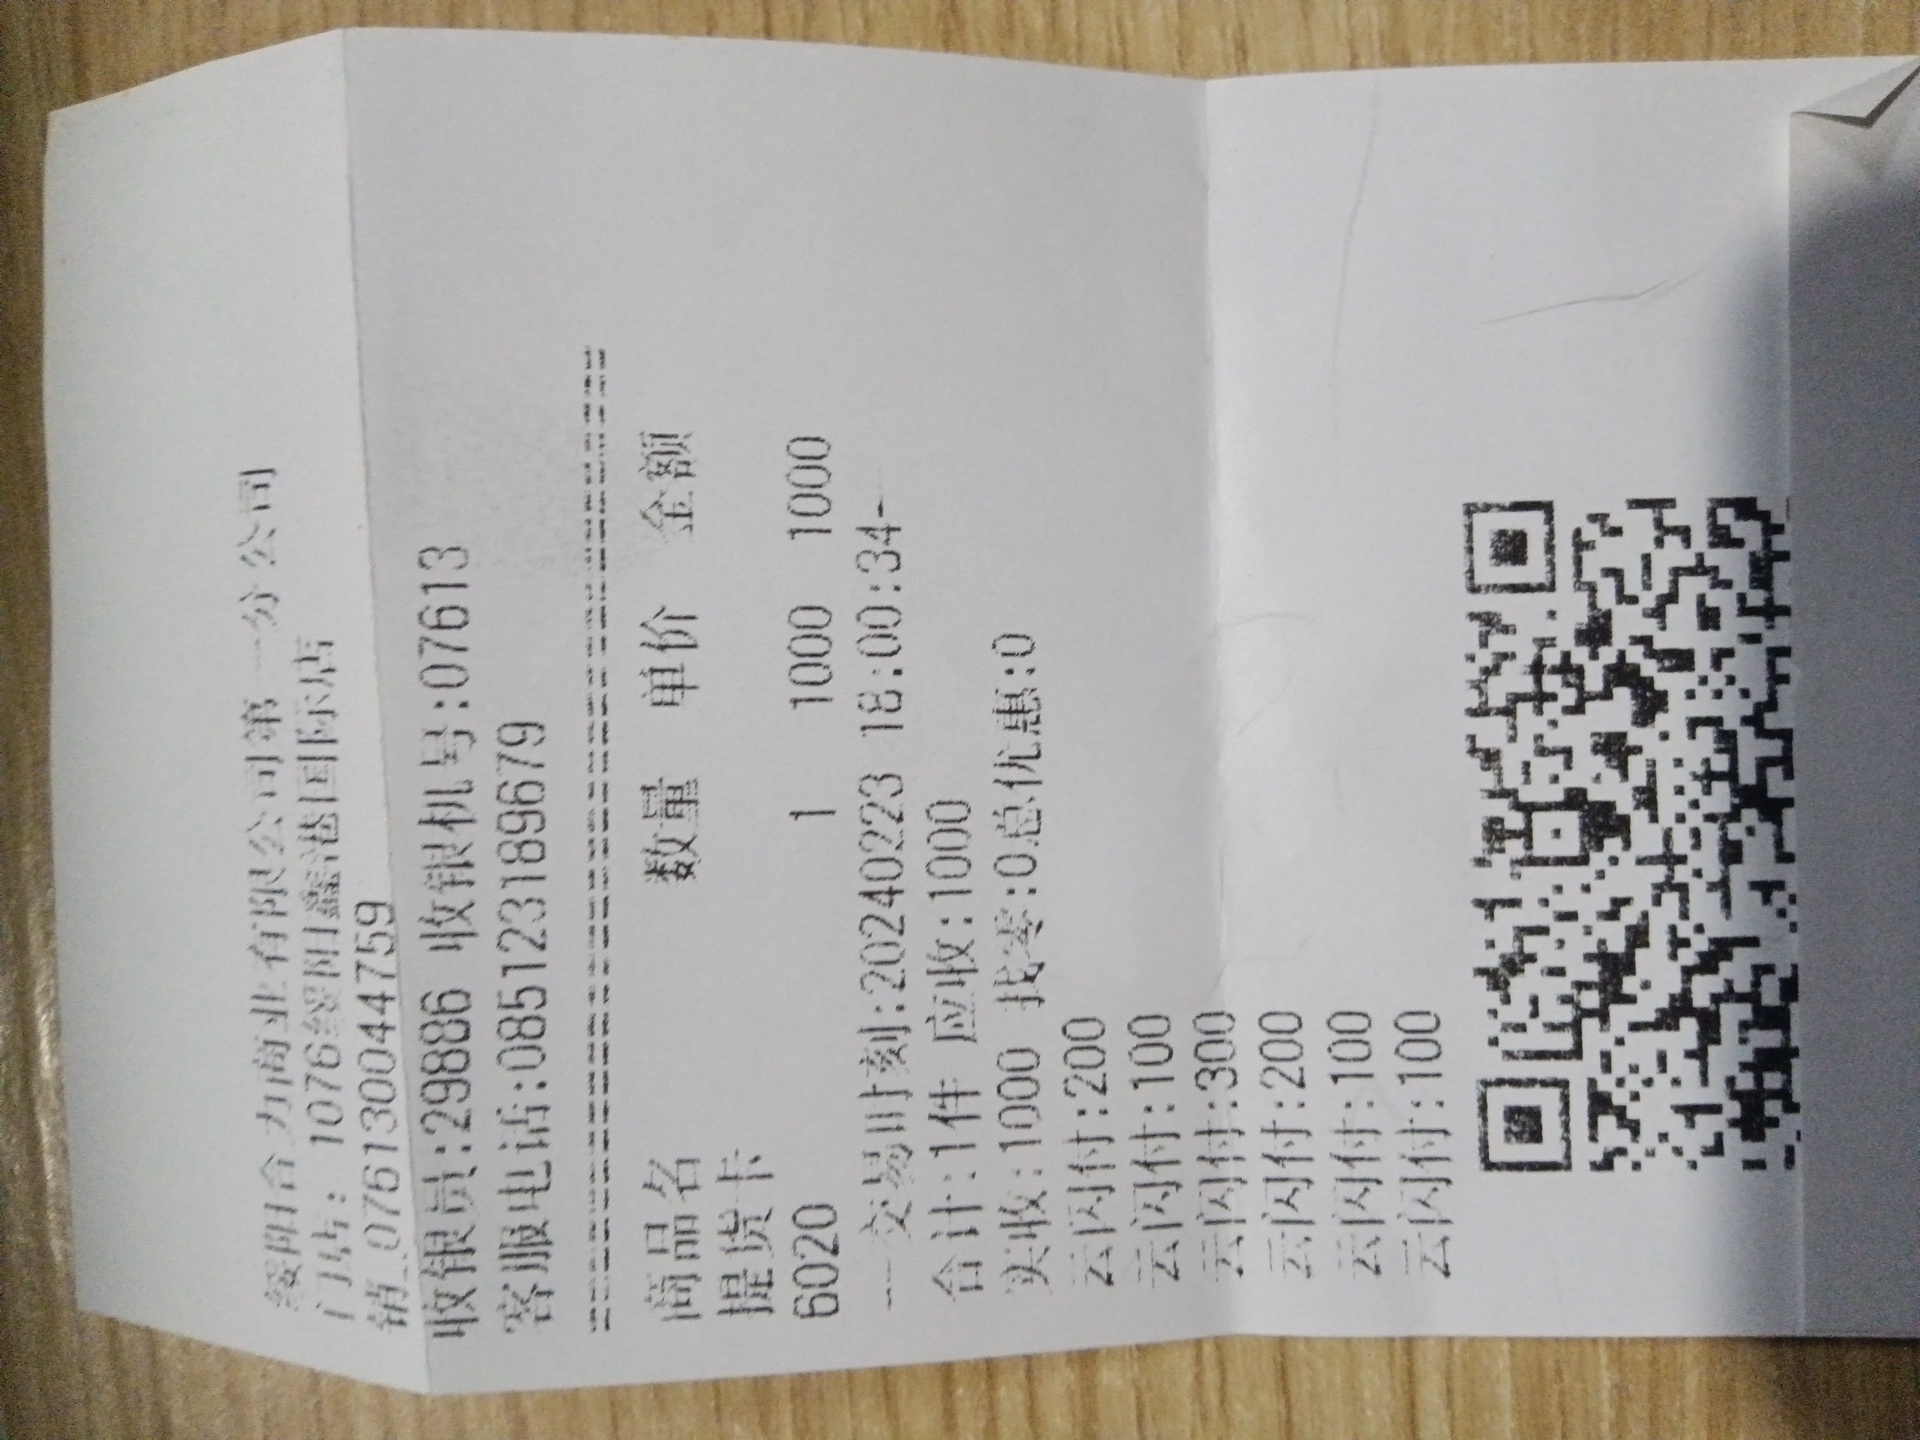 绥阳合力商业有限公司第一分公司
门店: 1076绥阳鑫港国际店
销_0761300447​59
收银员:29886 收银机号:07613
客服电话:085123189679
商品名 数量 单价 金额
提货卡
6020 1 1000 1000
---交易时刻:20240223 18:00:34-
合计:1件 应收:1000
实收:1000 找零:0总优惠:0
云闪付:200
云闪付:100
云闪付:300
云闪付:200
云闪付:100
云闪付:100